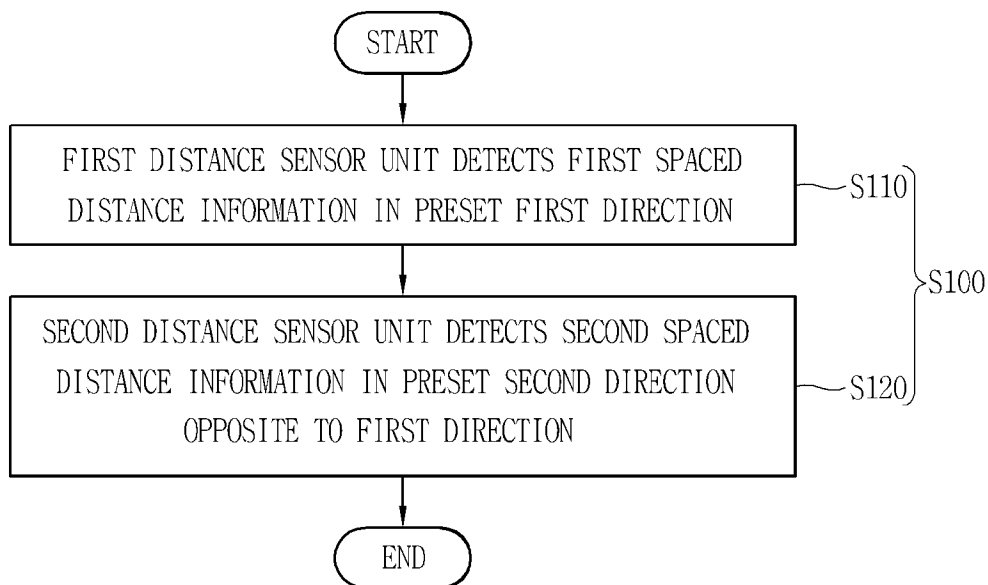 START
FIRST DISTANCE SENSOR UNIT DETECTS FIRST SPACED
DISTANCE INFORMATION IN PRESET FIRST DIRECTION
S110
S100
SECOND DISTANCE SENSOR UNIT DETECTS SECOND SPACED
DISTANCE INFORMATION IN PRESET SECOND DIRECTION
OPPOSITE TO FIRST DIRECTION
S120
END